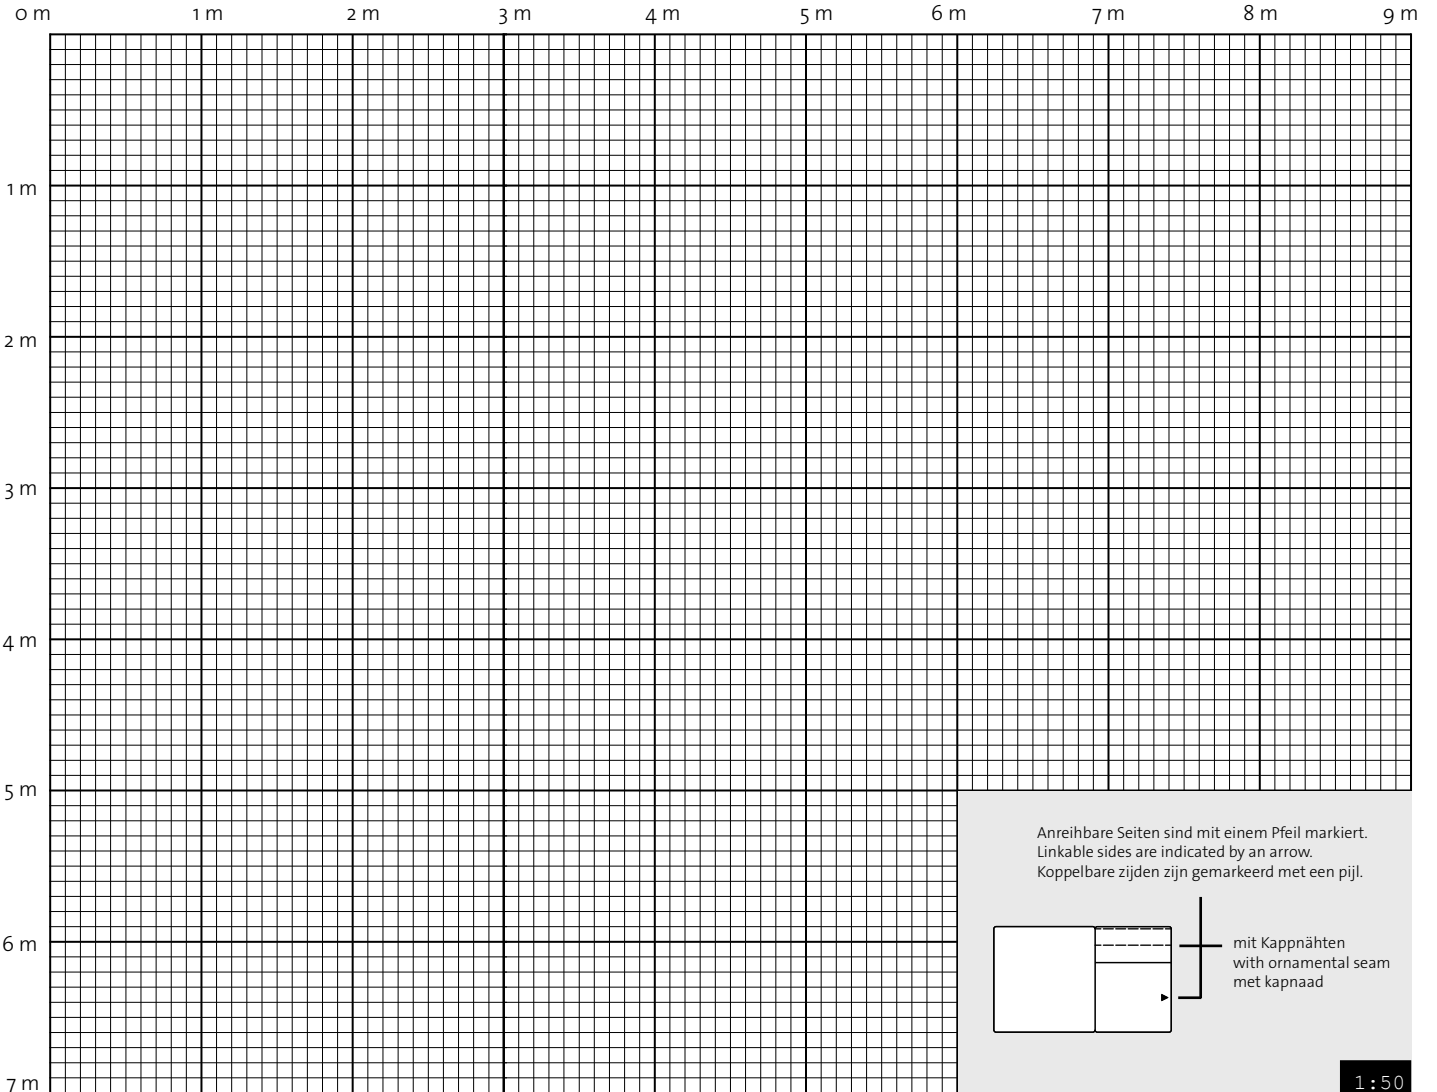 0 m 1 m 2 m 3 m 4 m 5 m 6 m 7 m 8 m 9 m
1 m
2 m
3 m
4 m
5 m
6 m
7 m
Anreihbare Seiten sind mit einem Pfeil markiert.
Linkable sides are indicated by an arrow.
Koppelbare zijden zijn gemarkeerd met een pijl.
mit Kappnähten
with ornamental seam
met kapnaad
1:50